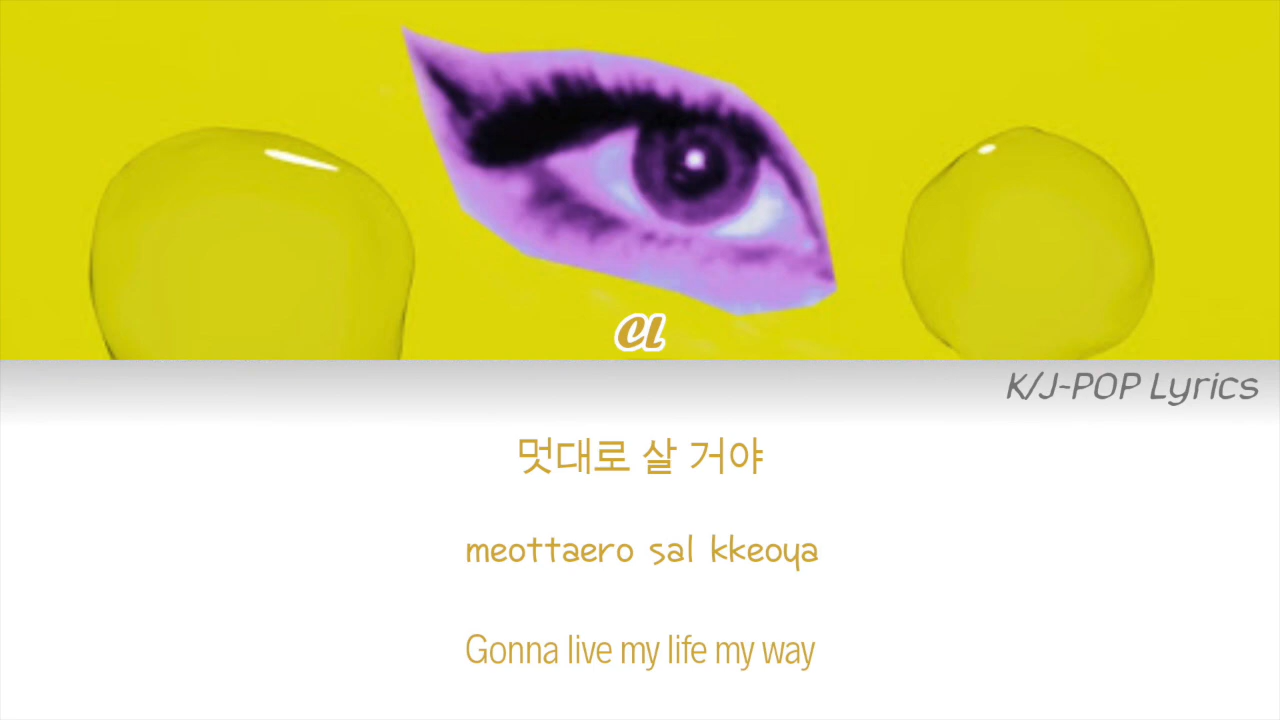 CL
K/J-POP Lyrics
멋대로 살 거야
meottaero sal kkeoya
Gonna live my life my way